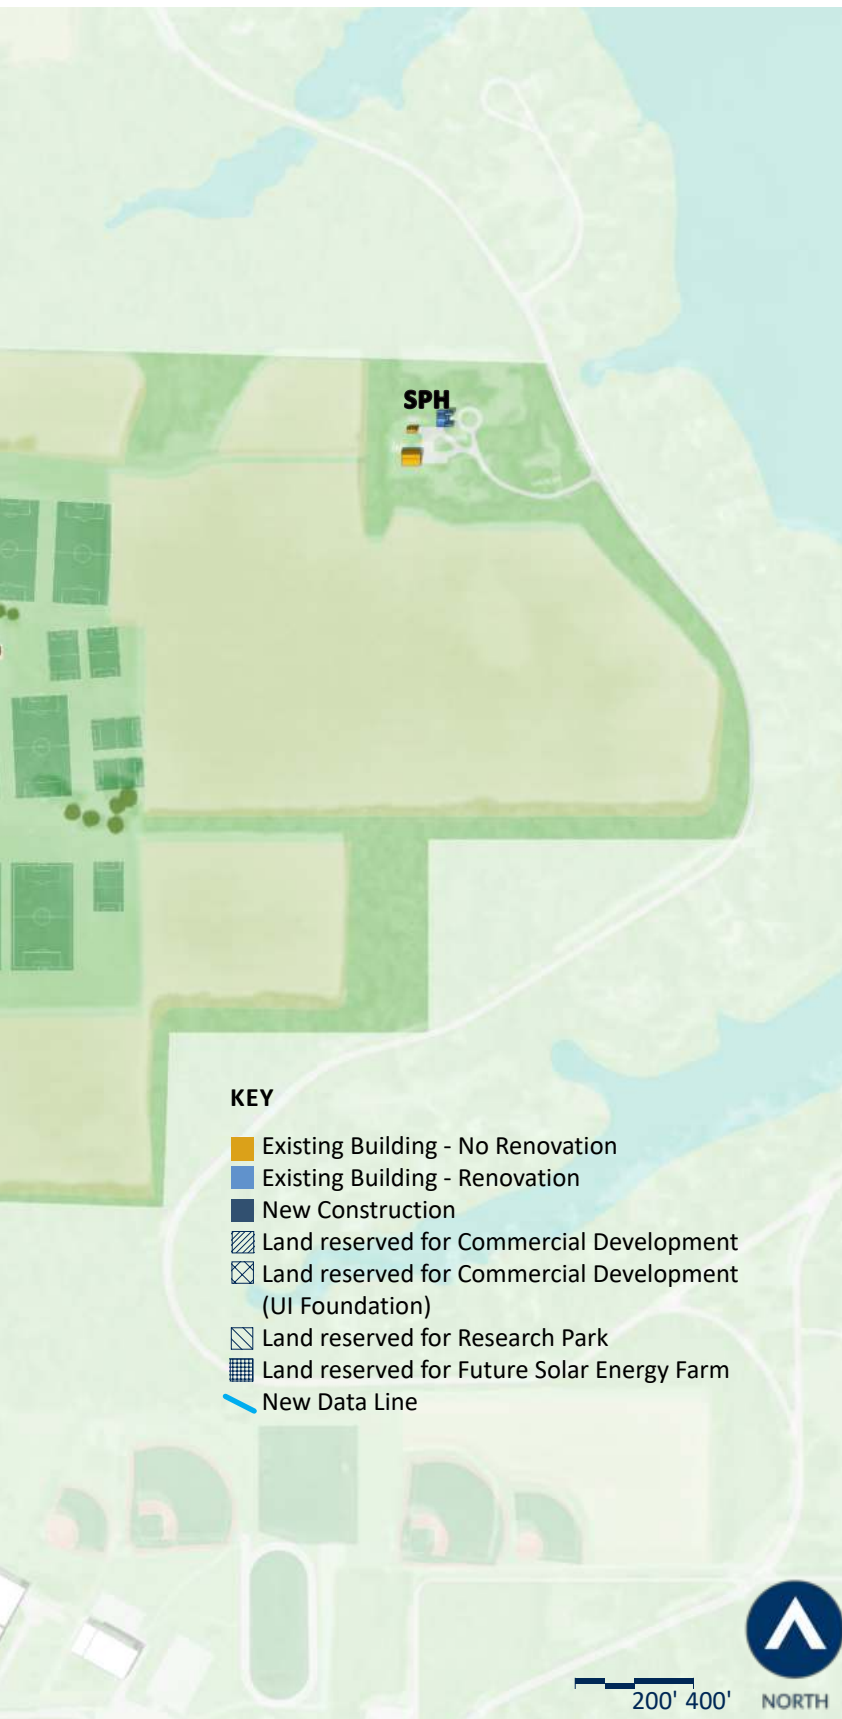 SPH
KEY
Existing Building - No Renovation
Existing Building - Renovation
New Construction
Land reserved for Commercial Development
Land reserved for Commercial Development
(UI Foundation)
Land reserved for Research Park
Land reserved for Future Solar Energy Farm
New Data Line
200' 400'
NORTH